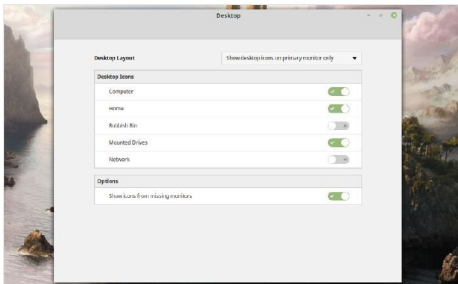 Desktop
Desktop Layout
Show desktop icons on primary monitor only
Desktop Icons
Computer
Home
Rubbish Bin
Mounted Drives
Network
Options
Show icons from missing monitors